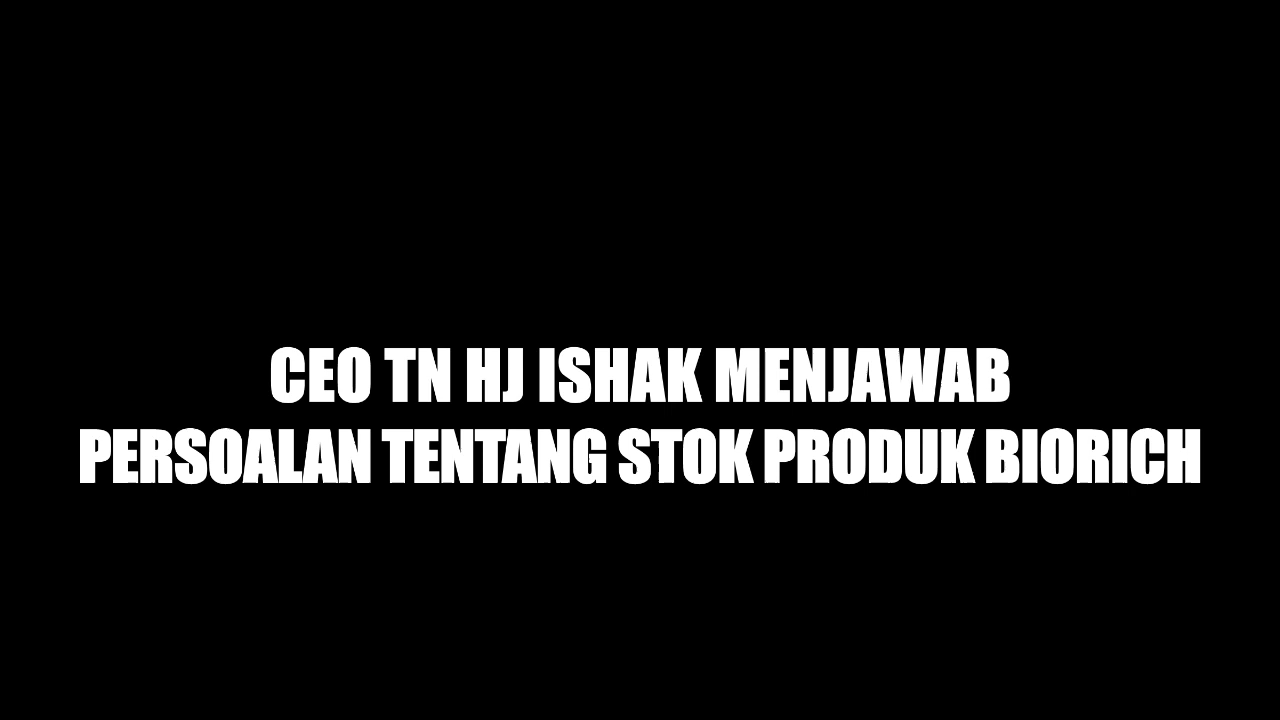 CEO TN HJ ISHAK MENJAWAB
PERSOALAN TENTANG STOK PRODUK BIORICH